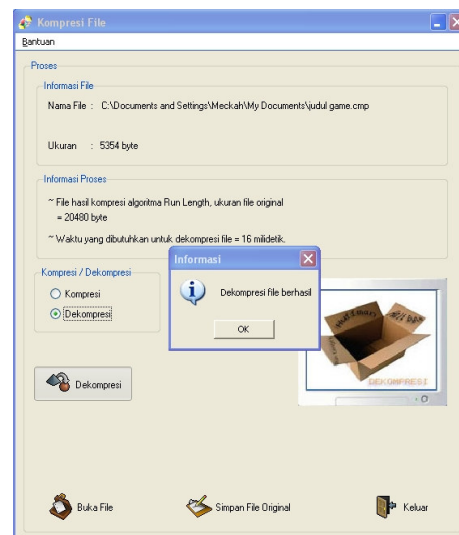 Kompresi File
Bantuan
Proses
Informasi File
Nama File : C:\Documents and Settings\Meckah\My Documents\judul game.cmp
Ukuran : 5354 byte
Informasi Proses
~ File hasil kompresi algoritma Run Length, ukuran file original
= 20480 byte
~ Waktu yang dibutuhkan untuk dekompresi file = 16 milidetik.
Informasi
Dekompresi file berhasil
OK
Kompresi / Dekompresi
Kompresi
Dekompresi
Dekompresi
DEKOMPRESI
Buka File
Simpan File Original
Keluar